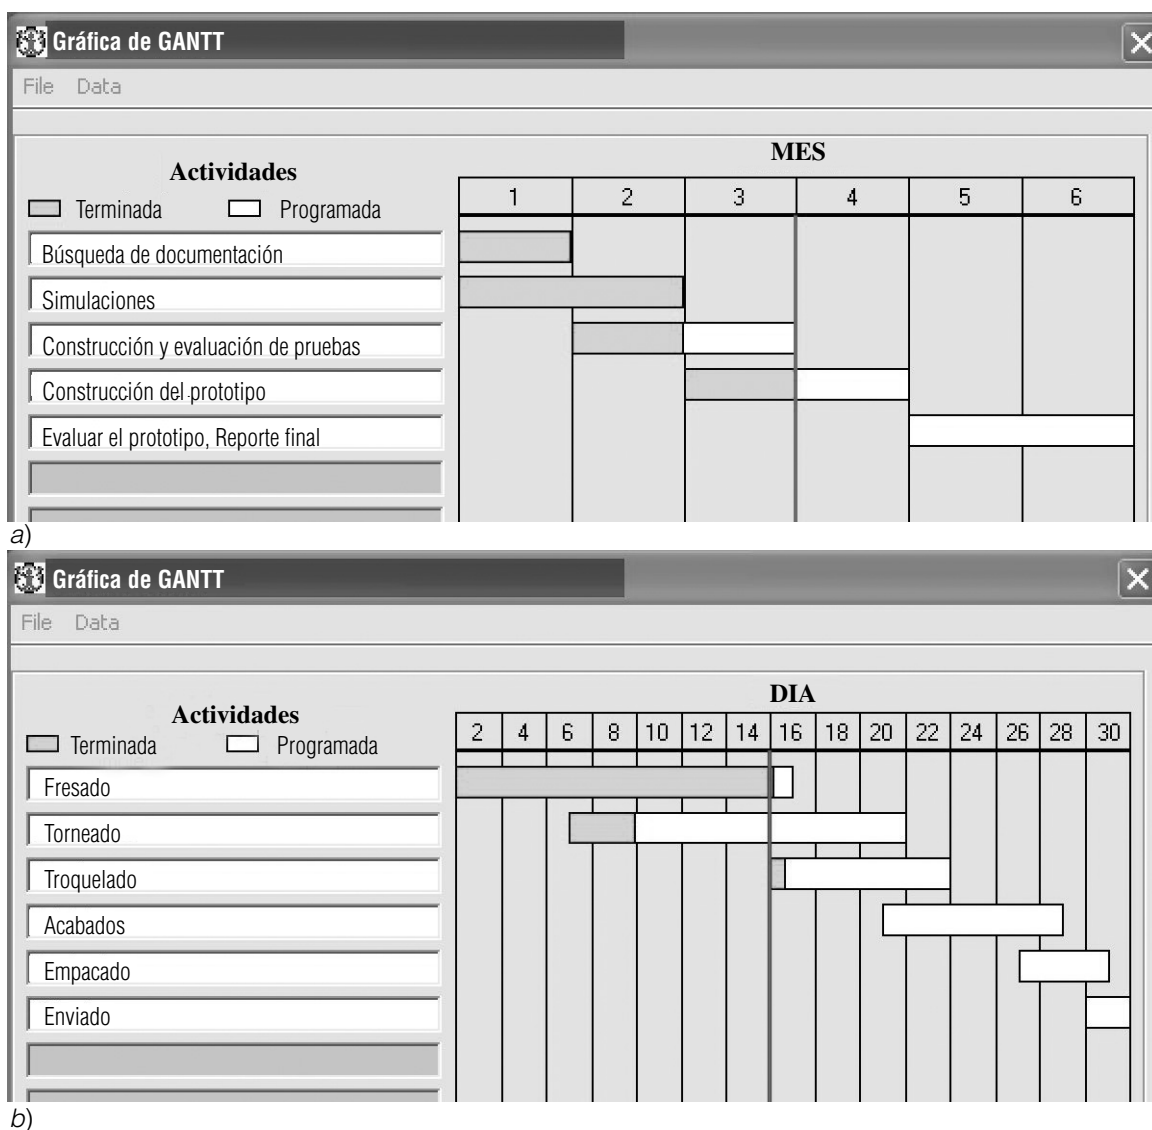 Gráfica de GANTT
File Data
MES
Actividades
Terminada Programada
1 2 3 4 5 6
Búsqueda de documentación
Simulaciones
Construcción y evaluación de pruebas
Construcción del prototipo
Evaluar el prototipo, Reporte final
a)
Gráfica de GANTT
File Data
DIA
Actividades
Terminada Programada
2 4 6 8 10 12 14 16 18 20 22 24 26 28 30
Fresado
Torneado
Troquelado
Acabados
Empacado
Enviado
b)